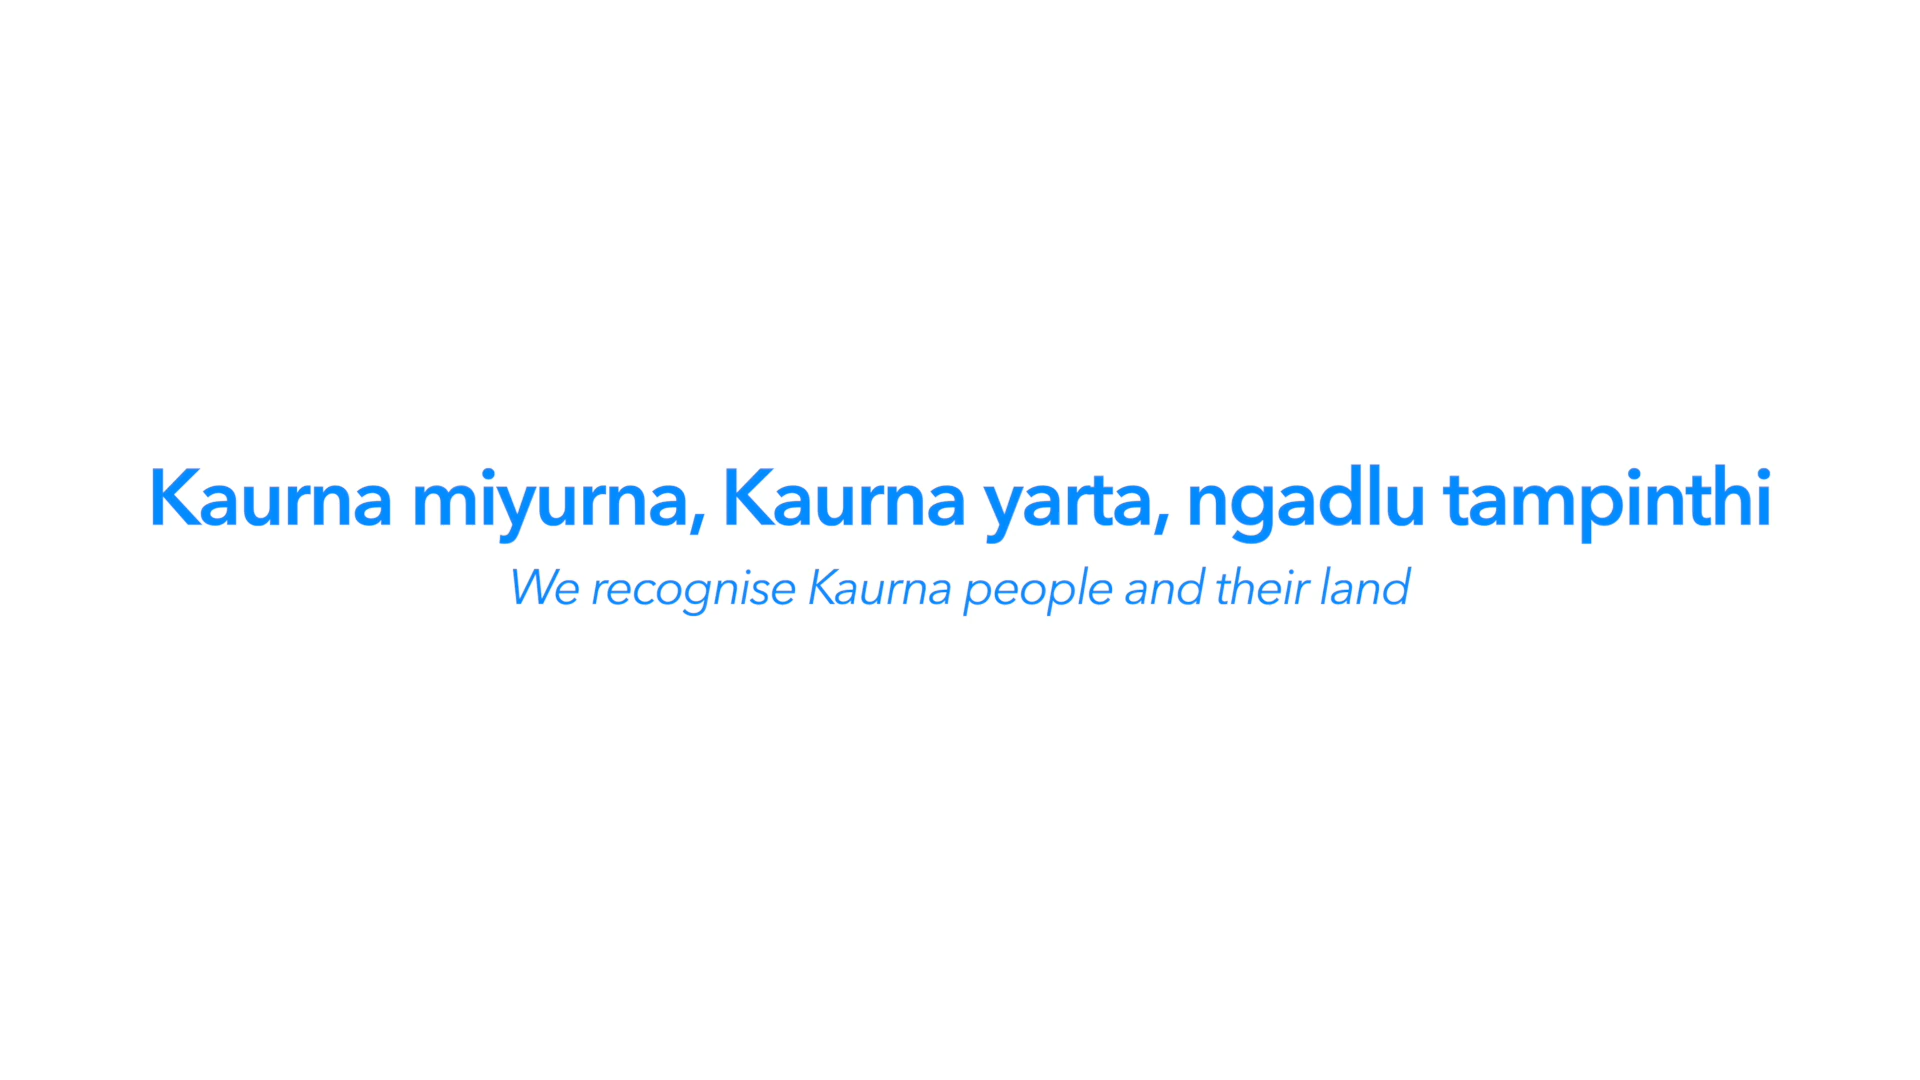 Kaurna miyurna, Kaurna yarta, ngadlu tampinthi
We recognise Kaurna people and their land